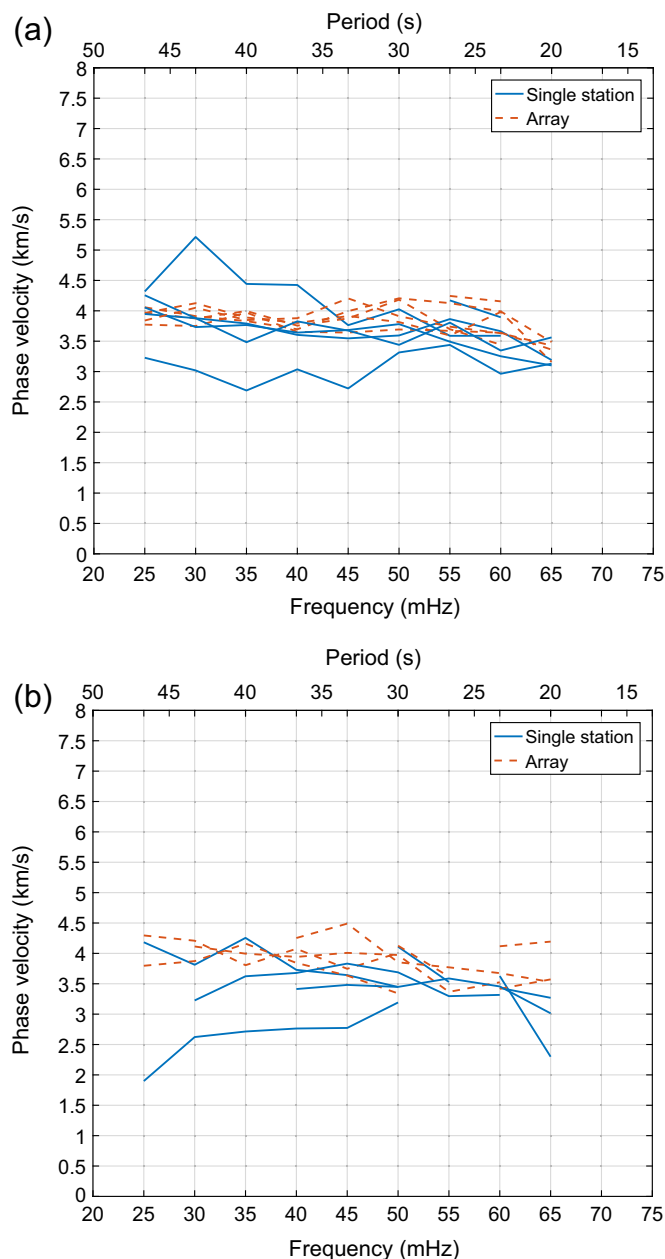 (a)
Period (s)
50 45 40 35 30 25 20 15
8
7.5
7
6.5
6
5.5
5
4.5
4
3.5
3
2.5
2
1.5
1
0.5
0
Phase velocity (km/s)
Single station
Array
20 25 30 35 40 45 50 55 60 65 70 75
Frequency (mHz)
(b)
Period (s)
50 45 40 35 30 25 20 15
8
7.5
7
6.5
6
5.5
5
4.5
4
3.5
3
2.5
2
1.5
1
0.5
0
Phase velocity (km/s)
Single station
Array
20 25 30 35 40 45 50 55 60 65 70 75
Frequency (mHz)